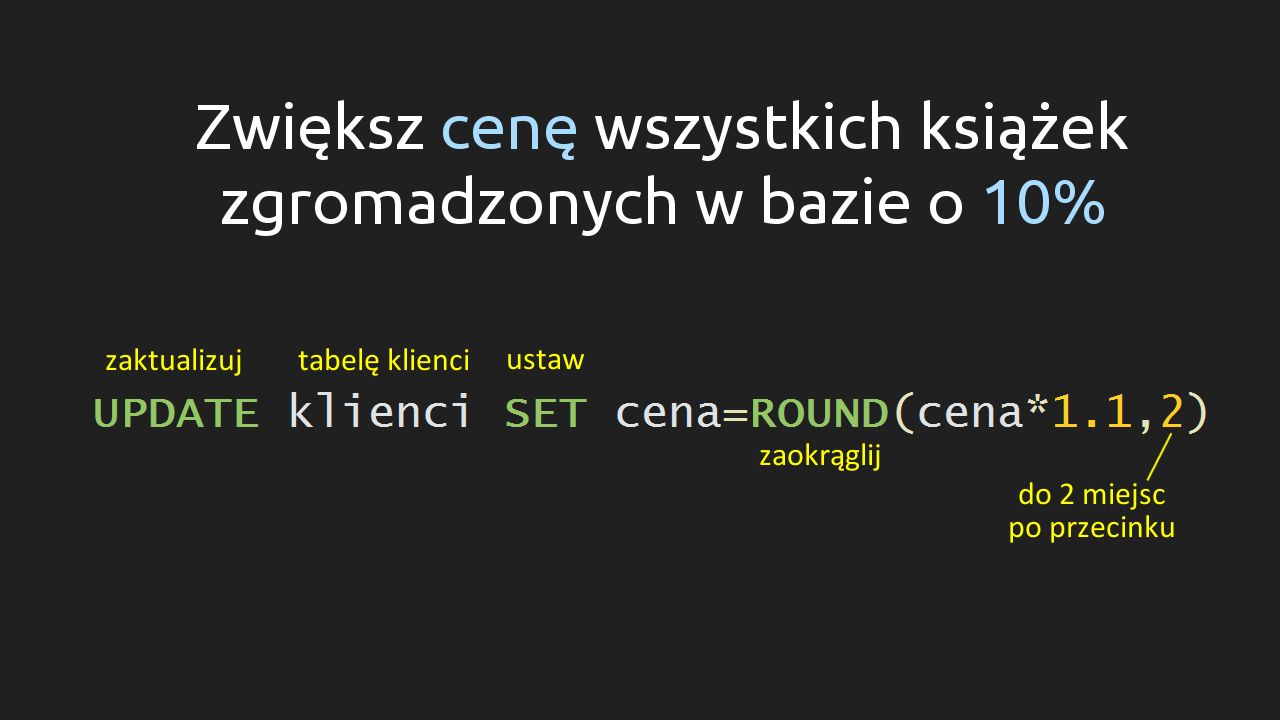 Zwiększ cenę wszystkich książek
zgromadzonych w bazie o 10%
zaktualizuj tabelę klienci ustaw
UPDATE klienci SET cena=ROUND(cena*1.1,2)
zaokrąglij
do 2 miejsc
po przecinku